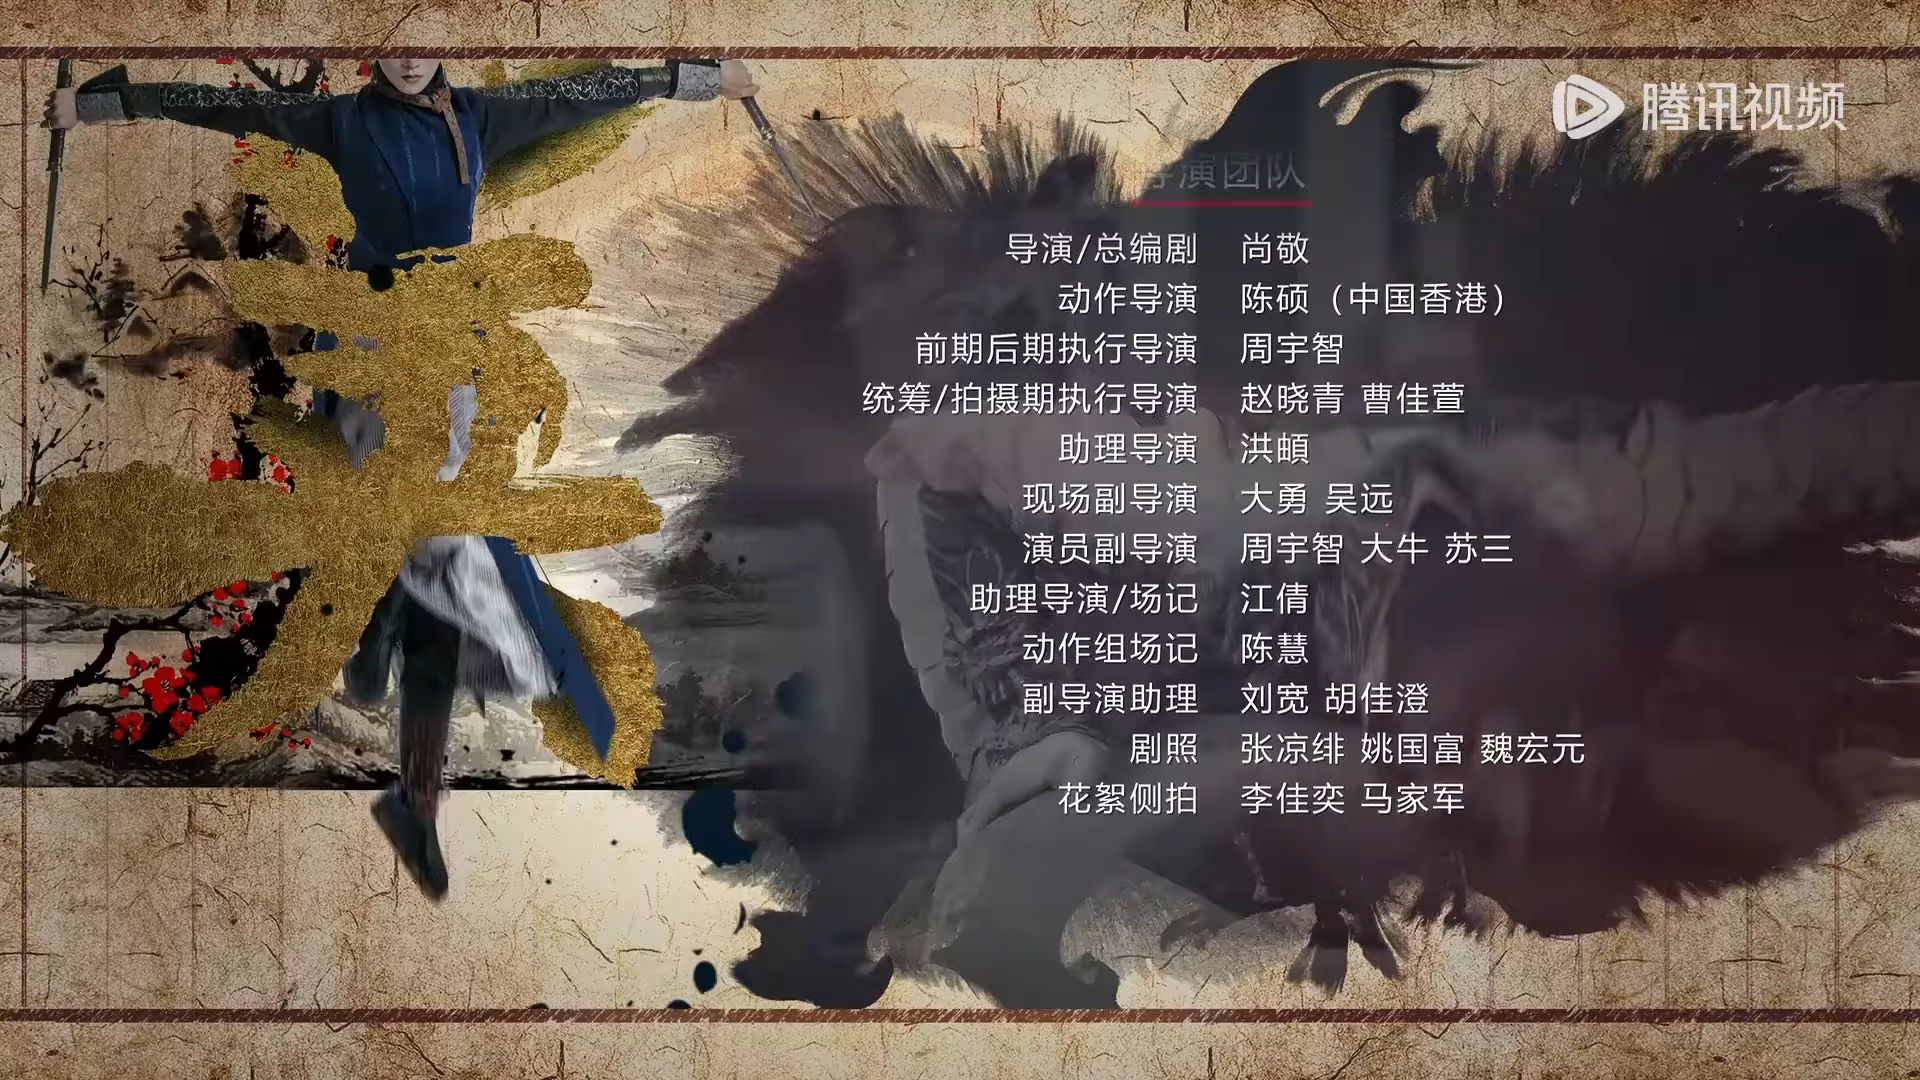 腾讯视频
导演团队
导演/总编剧 尚敬
动作导演 陈硕（中国香港）
前期后期执行导演 周宇智
统筹/拍摄期执行导演 赵晓青 曹佳萱
助理导演 洪頔
现场副导演 大勇 吴远
演员副导演 周宇智 大牛 苏三
助理导演/场记 江倩
动作组场记 陈慧
副导演助理 刘宽 胡佳澄
剧照 张凉绯 姚国富 魏宏元
花絮侧拍 李佳奕 马家军